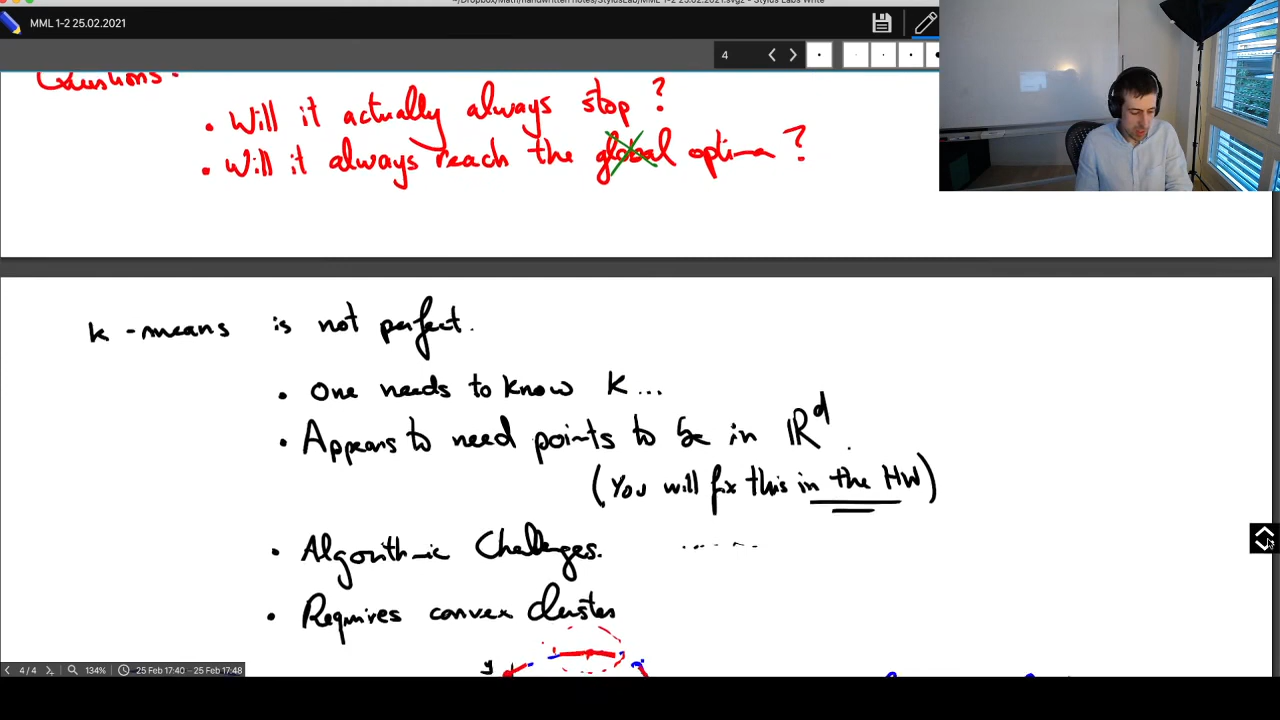 MML 1-2 25.02.2021
4
Questions:
• Will it actually always stop?
• Will it always reach the global optima?
k-means is not perfect.
• One needs to know k...
• Appears to need points to be in ℝᵈ.
(You will fix this in the HW)
• Algorithmic Challenges. ......
• Requires convex clusters
y
4/4 134% 25 Feb 17:40 — 25 Feb 17:48